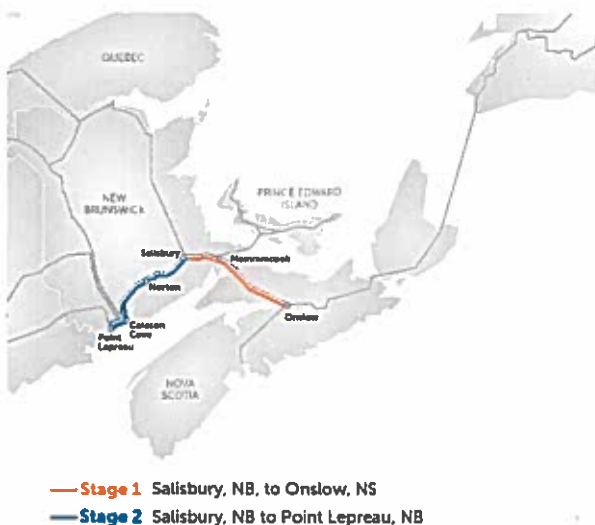 QUEBEC
PRINCE EDWARD
ISLAND
NEW
BRUNSWICK
Salisbury
Memramcook
Norton
Onslow
Coleson
Cove
Point
Lepreau
NOVA
SCOTIA
Stage 1 Salisbury, NB, to Onslow, NS
Stage 2 Salisbury, NB to Point Lepreau, NB